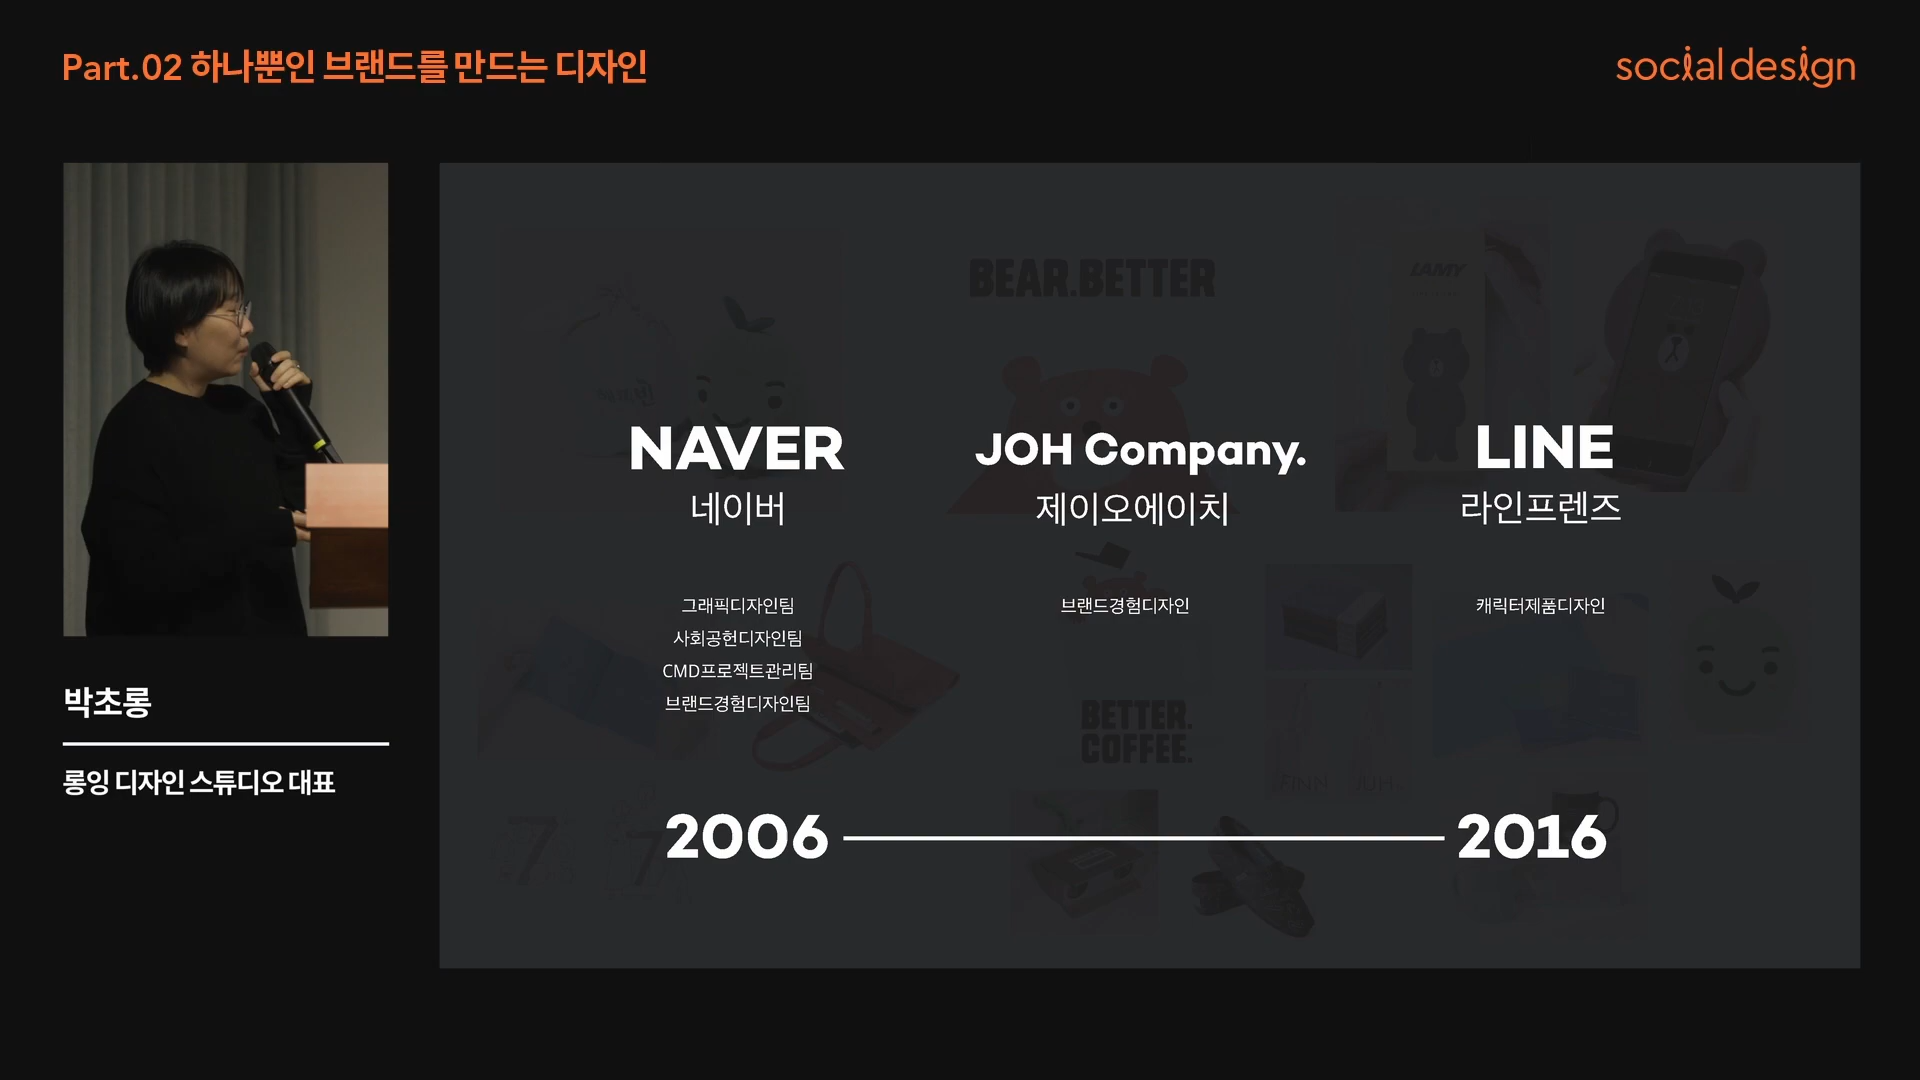 Part.02 하나뿐인 브랜드를 만드는 디자인
social design
박초롱
롱잉 디자인 스튜디오 대표
BEAR.BETTER
LAMY
NAVER
네이버
그래픽디자인팀
사회공헌디자인팀
CMD프로젝트관리팀
브랜드경험디자인팀
JOH Company.
제이오에이치
브랜드경험디자인
LINE
라인프렌즈
캐릭터제품디자인
BETTER.
COFFEE.
2006
2016